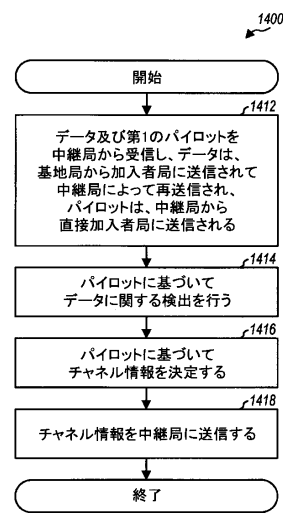 1400
開始
1412
データ及び第1のパイロットを
中継局から受信し、データは、
基地局から加入者局に送信されて
中継局によって再送信され、
パイロットは、中継局から
直接加入者局に送信される
1414
パイロットに基づいて
データに関する検出を行う
1416
パイロットに基づいて
チャネル情報を決定する
1418
チャネル情報を中継局に送信する
終了